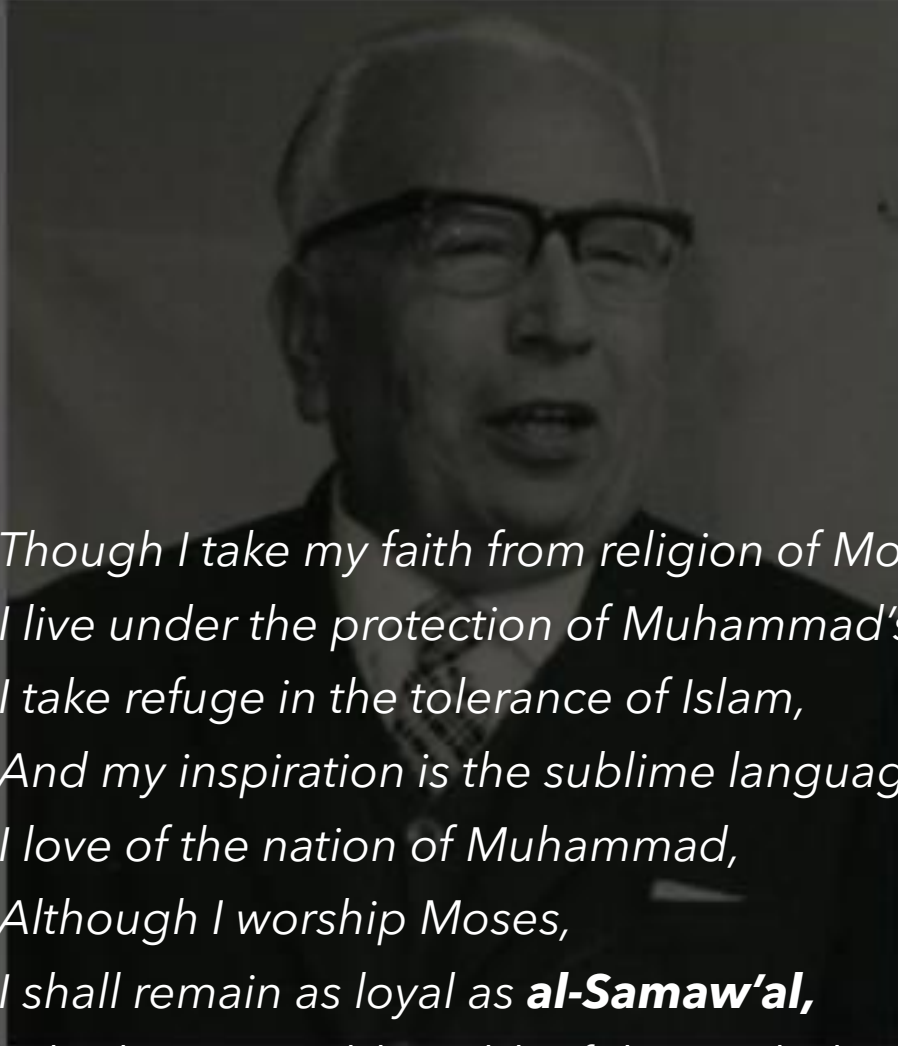 Though I take my faith from religion of Mo
I live under the protection of Muhammad’s
I take refuge in the tolerance of Islam,
And my inspiration is the sublime languag
I love of the nation of Muhammad,
Although I worship Moses,
I shall remain as loyal as al-Samaw’al,